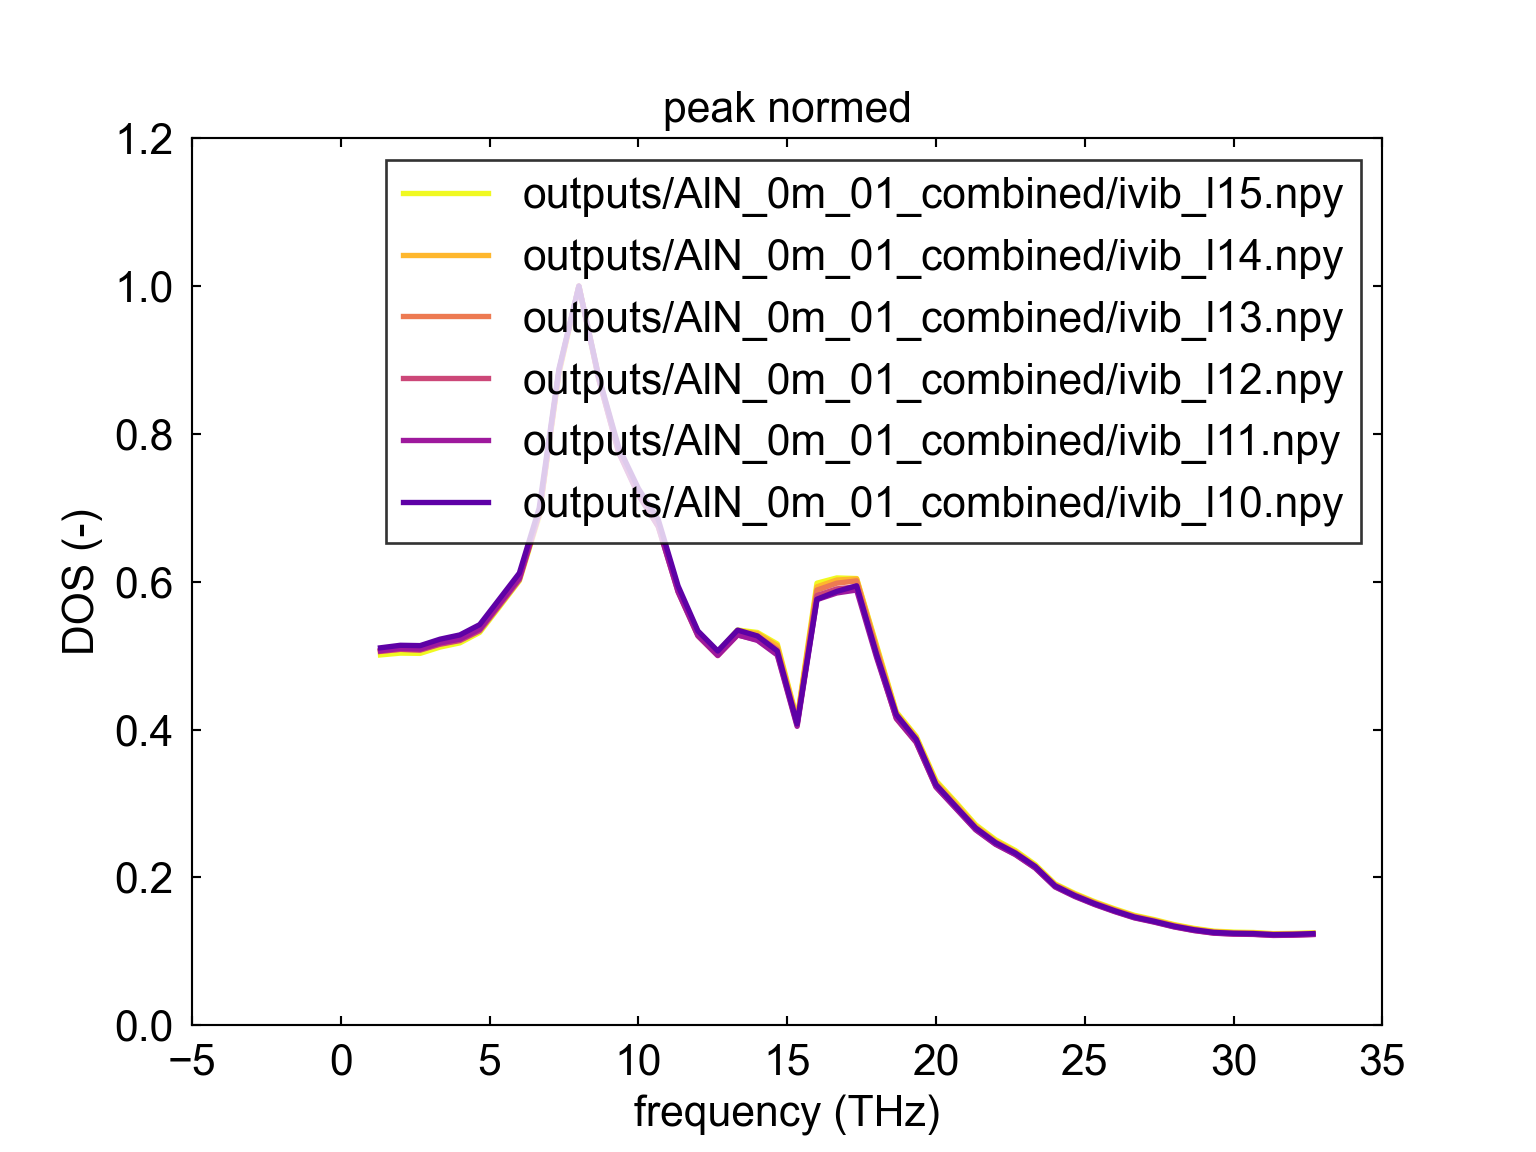 peak normed
1.2
1.0
0.8
0.6
0.4
0.2
0.0
DOS (-)
outputs/AlN_0m_01_combined/ivib_l15.npy
outputs/AlN_0m_01_combined/ivib_l14.npy
outputs/AlN_0m_01_combined/ivib_l13.npy
outputs/AlN_0m_01_combined/ivib_l12.npy
outputs/AlN_0m_01_combined/ivib_l11.npy
outputs/AlN_0m_01_combined/ivib_l10.npy
−5 0 5 10 15 20 25 30 35
frequency (THz)